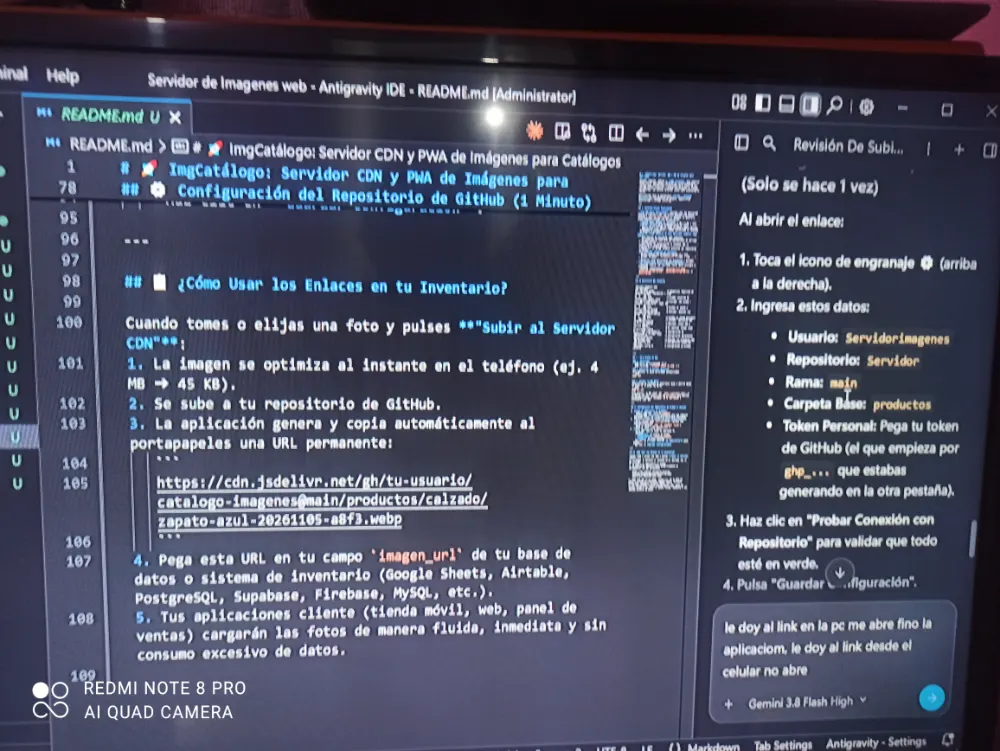 inal Help
Servidor de Imagenes web - Antigravity IDE - README.md [Administrator]
README.md U
README.md > # 🚀 ImgCatálogo: Servidor CDN y PWA de Imágenes para Catálogos
1 # 🚀 ImgCatálogo: Servidor CDN y PWA de Imágenes para
78 ## ⚙️ Configuración del Repositorio de GitHub (1 Minuto)
95
96 ---
97
98 ## 📋 ¿Cómo Usar los Enlaces en tu Inventario?
99
100 Cuando tomes o elijas una foto y pulses **"Subir al Servidor
CDN"**:
101 1. La imagen se optimiza al instante en el teléfono (ej. 4
MB ➔ 45 KB).
102 2. Se sube a tu repositorio de GitHub.
103 3. La aplicación genera y copia automáticamente al
portapapeles una URL permanente:
104 ```
105 https://cdn.jsdelivr.net/gh/tu-usuario/
catalogo-imagenes@main/productos/calzado/
zapato-azul-20261105-a8f3.webp
106 ```
107 4. Pega esta URL en tu campo `imagen_url` de tu base de
datos o sistema de inventario (Google Sheets, Airtable,
PostgreSQL, Supabase, Firebase, MySQL, etc.).
108 5. Tus aplicaciones cliente (tienda móvil, web, panel de
ventas) cargarán las fotos de manera fluida, inmediata y sin
consumo excesivo de datos.
109
Revisión De Subi...
(Solo se hace 1 vez)
Al abrir el enlace:
1. Toca el icono de engranaje ⚙️ (arriba
a la derecha).
2. Ingresa estos datos:
• Usuario: Servidorimagenes
• Repositorio: Servidor
• Rama: main
• Carpeta Base: productos
• Token Personal: Pega tu token
de GitHub (el que empieza por
ghp_... que estabas
generando en la otra pestaña).
3. Haz clic en "Probar Conexión con
Repositorio" para validar que todo
esté en verde.
4. Pulsa "Guardar figuración".
le doy al link en la pc me abre fino la
aplicaciom, le doy al link desde el
celular no abre
+ Gemini 3.8 Flash High
UTF-8 LF {} Markdown Tab Settings Antigravity - Settings
REDMI NOTE 8 PRO
AI QUAD CAMERA